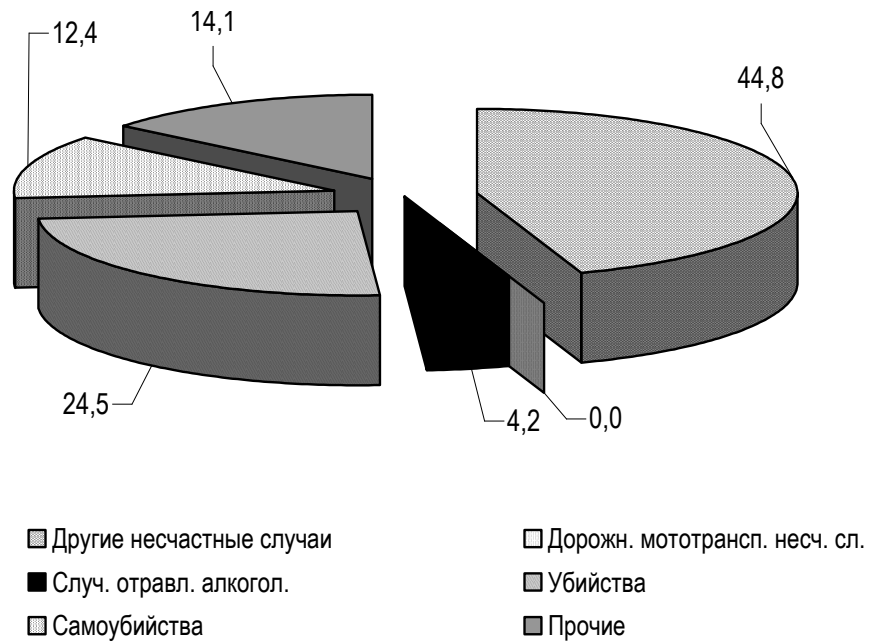 12,4
14,1
44,8
24,5
4,2
0,0
Другие несчастные случаи
Дорожн. мототрансп. несч. сл.
Случ. отравл. алкогол.
Убийства
Самоубийства
Прочие